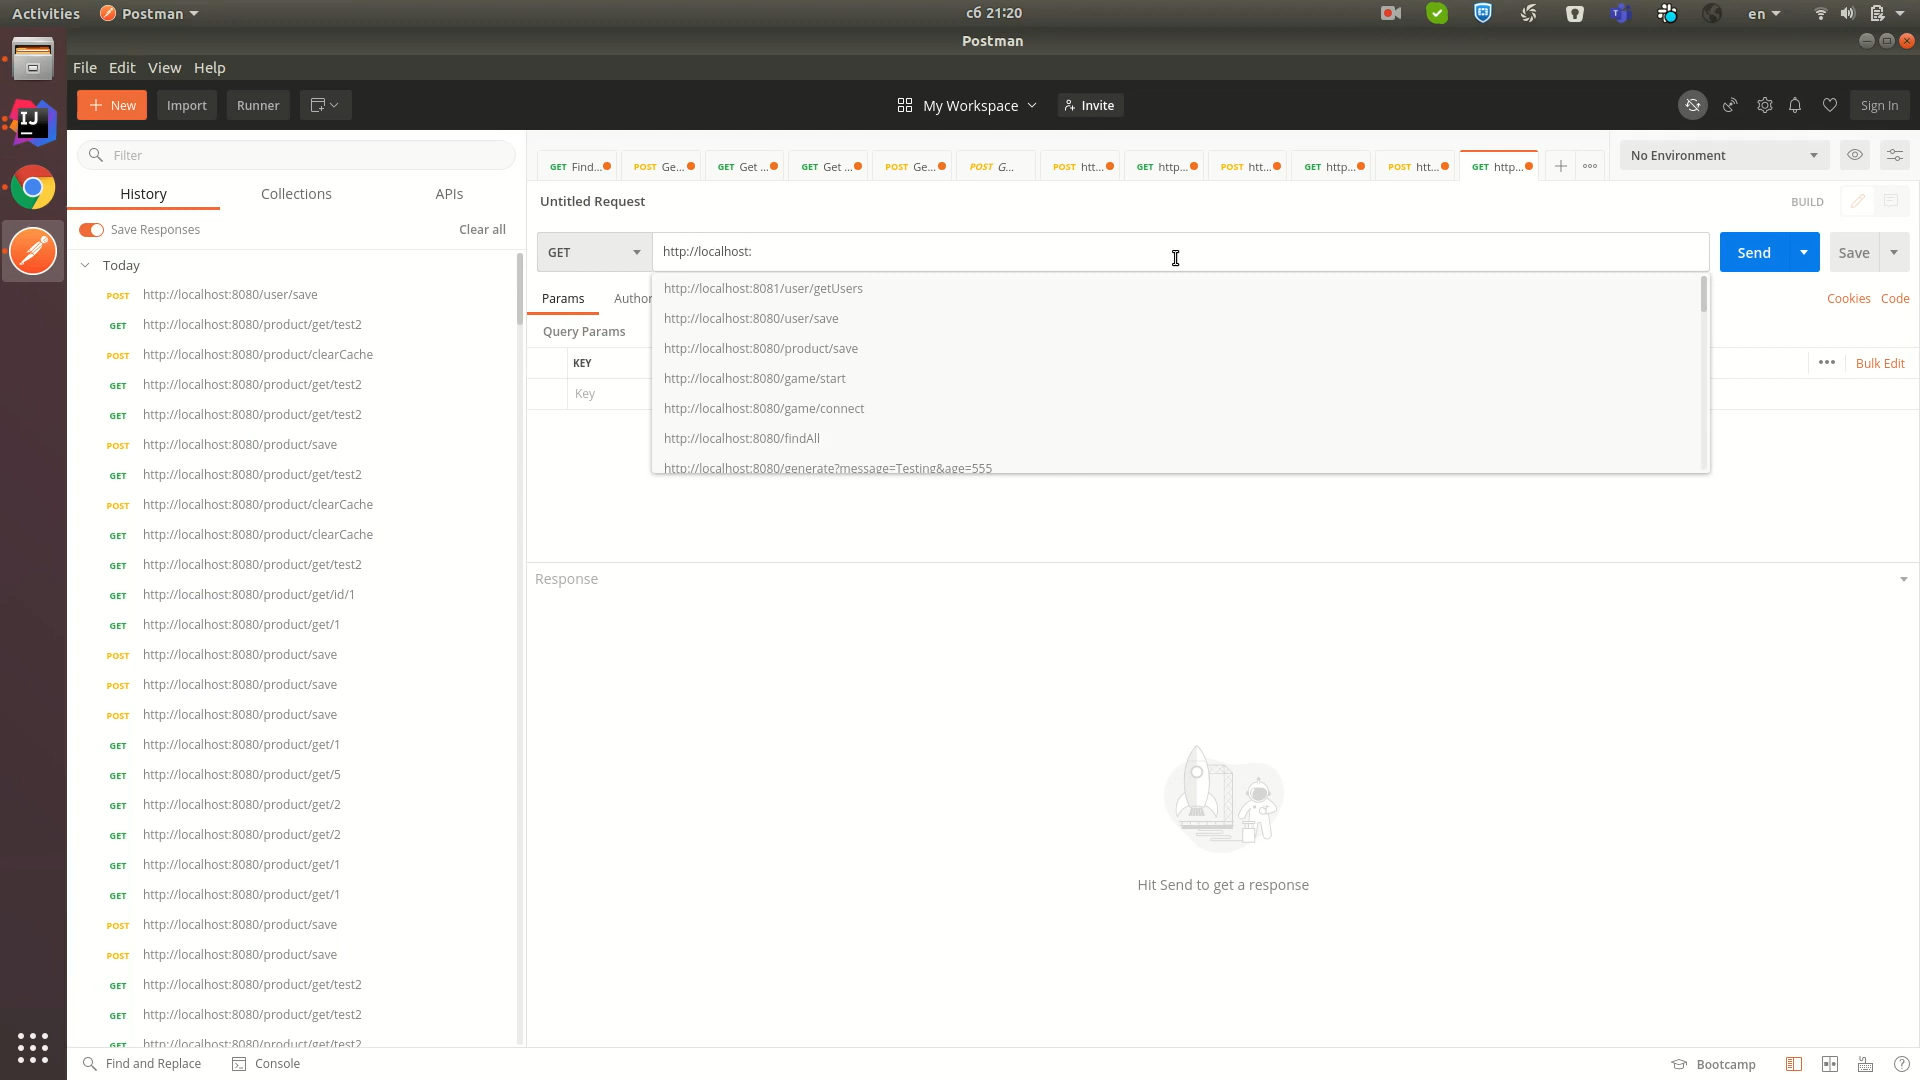 Activities Postman сб 21:20 en
Postman
File Edit View Help
New Import Runner My Workspace Invite Sign In
Filter
History Collections APIs
Save Responses Clear all
Today
POST http://localhost:8080/user/save
GET http://localhost:8080/product/get/test2
POST http://localhost:8080/product/clearCache
GET http://localhost:8080/product/get/test2
GET http://localhost:8080/product/get/test2
POST http://localhost:8080/product/save
GET http://localhost:8080/product/get/test2
POST http://localhost:8080/product/clearCache
GET http://localhost:8080/product/clearCache
GET http://localhost:8080/product/get/test2
GET http://localhost:8080/product/get/id/1
GET http://localhost:8080/product/get/1
POST http://localhost:8080/product/save
POST http://localhost:8080/product/save
POST http://localhost:8080/product/save
GET http://localhost:8080/product/get/1
GET http://localhost:8080/product/get/5
GET http://localhost:8080/product/get/2
GET http://localhost:8080/product/get/2
GET http://localhost:8080/product/get/1
GET http://localhost:8080/product/get/1
POST http://localhost:8080/product/save
POST http://localhost:8080/product/save
GET http://localhost:8080/product/get/test2
GET http://localhost:8080/product/get/test2
GET http://localhost:8080/product/get/test2
GET Find... POST Ge... GET Get ... GET Get ... POST Ge... POST G... POST htt... GET http... POST htt... GET http... POST htt... GET http... No Environment
Untitled Request BUILD
GET http://localhost: Send Save
http://localhost:8081/user/getUsers
http://localhost:8080/user/save
http://localhost:8080/product/save
http://localhost:8080/game/start
http://localhost:8080/game/connect
http://localhost:8080/findAll
http://localhost:8080/generate?message=Testing&age=555
Params Author Cookies Code
Query Params
KEY Bulk Edit
Key
Response
Hit Send to get a response
Find and Replace Console Bootcamp